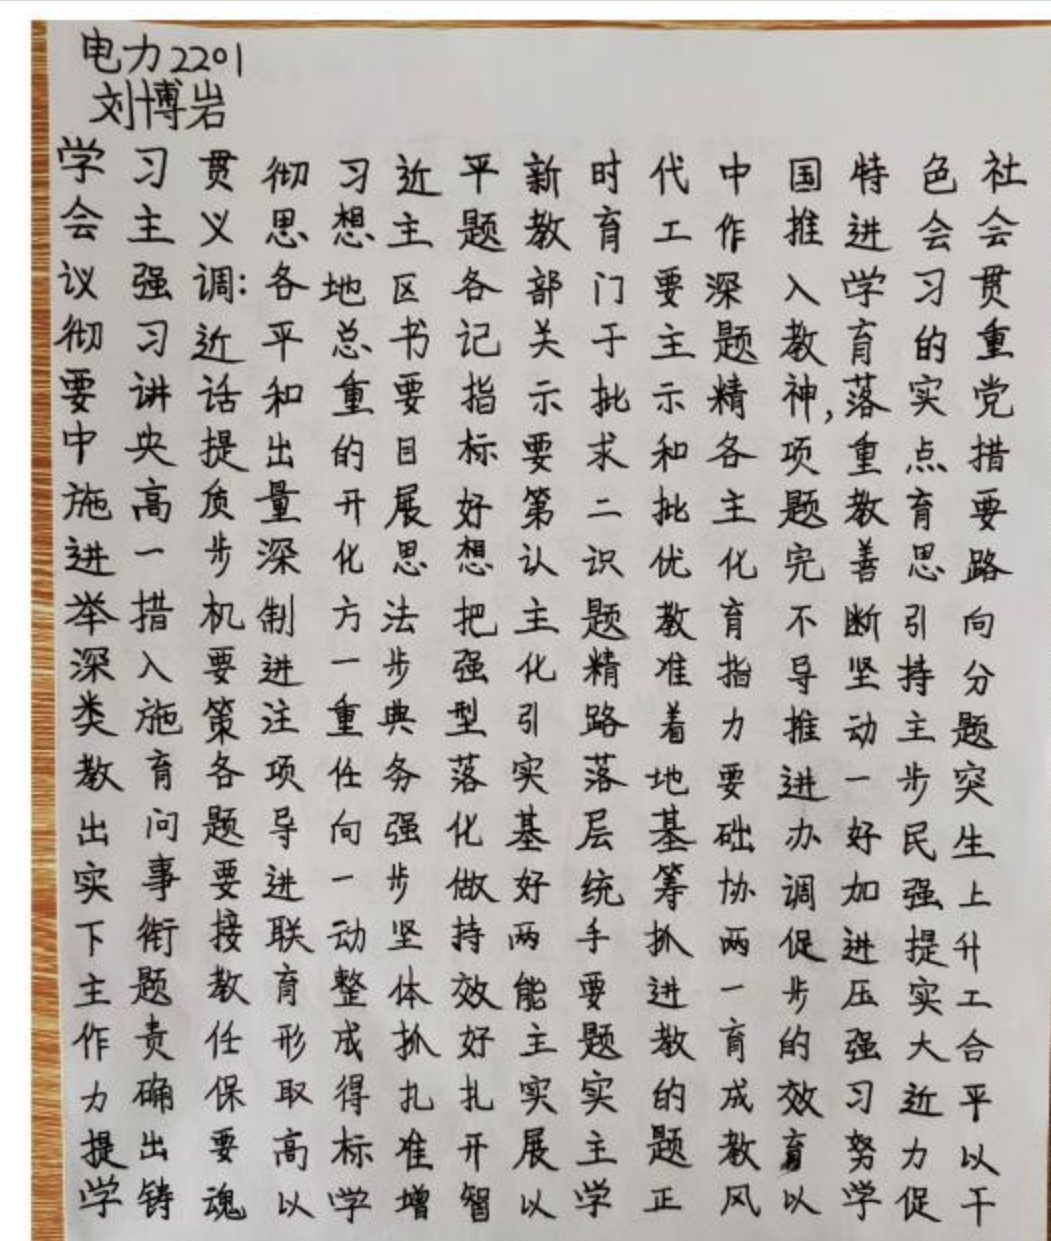 电力2201
刘博岩
学习贯彻习近平新时代中国特色社
会主义思想主题教育工作推进会会
议强调:各地区各部门要深入学习贯
彻习近平总书记关于主题教育的重
要讲话和重要指示批示精神,落实党
中央提出的目标要求和各项重点措
施高质量开展好第二批主题教育要
进一步深化思想认识优化完善思路
举措机制方法把主题教育不断引向
深入要进一步强化精准指导坚持分
类施策注重典型引路着力推动主题
教育各项任务落实落地要进一步突
出问题导向强化基层基础办好民生
实事要进一步做好统筹协调加强上
下衔接联动坚持两手抓两促进提升
主题教育整体效能要进一步压实工
作责任形成抓好主题教育的强大合
力确保取得扎扎实实的成效习近平
提出要高标准开展主题教育努力以
学铸魂以学增智以学正风以学促干